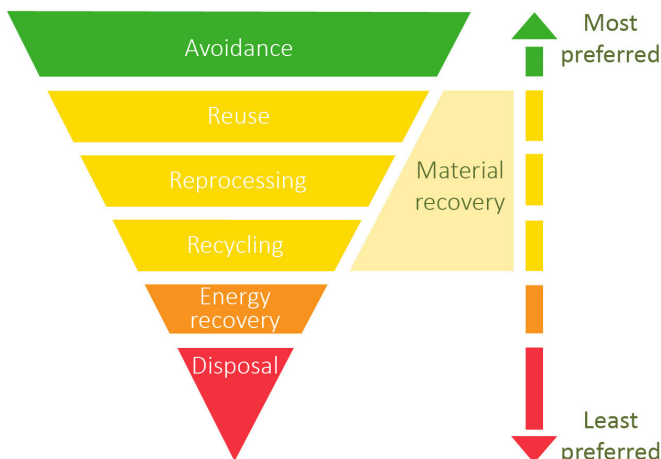 Avoidance
Most
preferred
Reuse
Reprocessing
Material
recovery
Recycling
Energy
recovery
Disposal
Least
preferred